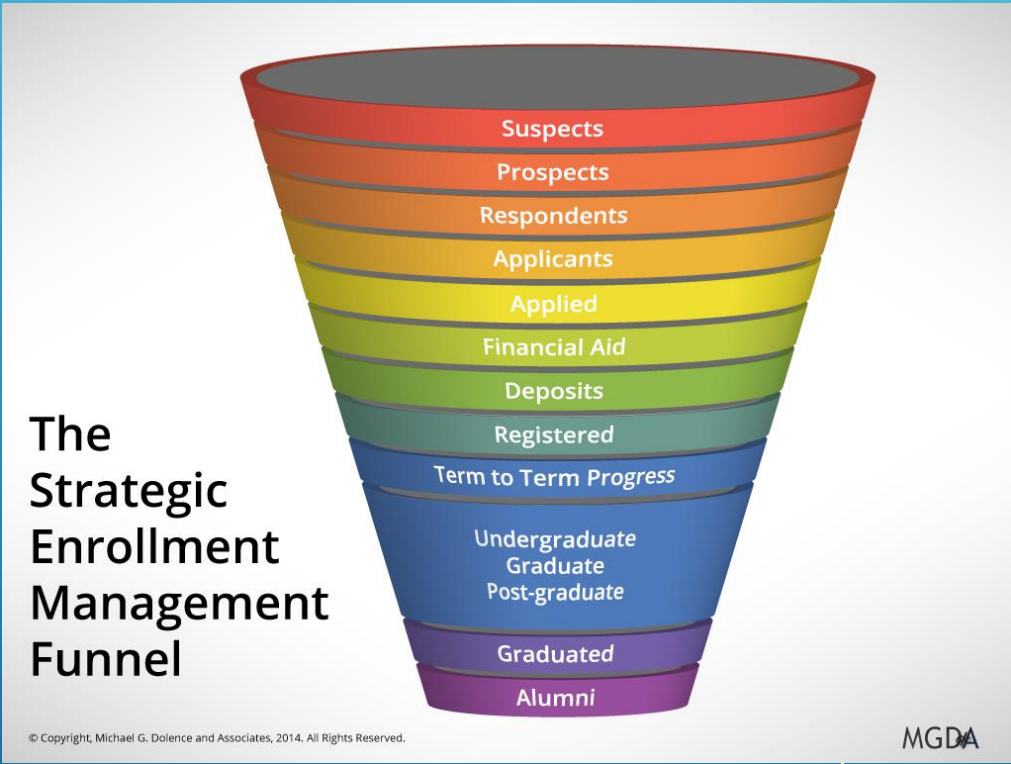 Suspects
Prospects
Respondents
Applicants
Applied
Financial Aid
Deposits
Registered
Term to Term Progress
Undergraduate
Graduate
Post-graduate
Graduated
Alumni
The
Strategic
Enrollment
Management
Funnel
© Copyright, Michael G. Dolence and Associates, 2014. All Rights Reserved.
MGDA